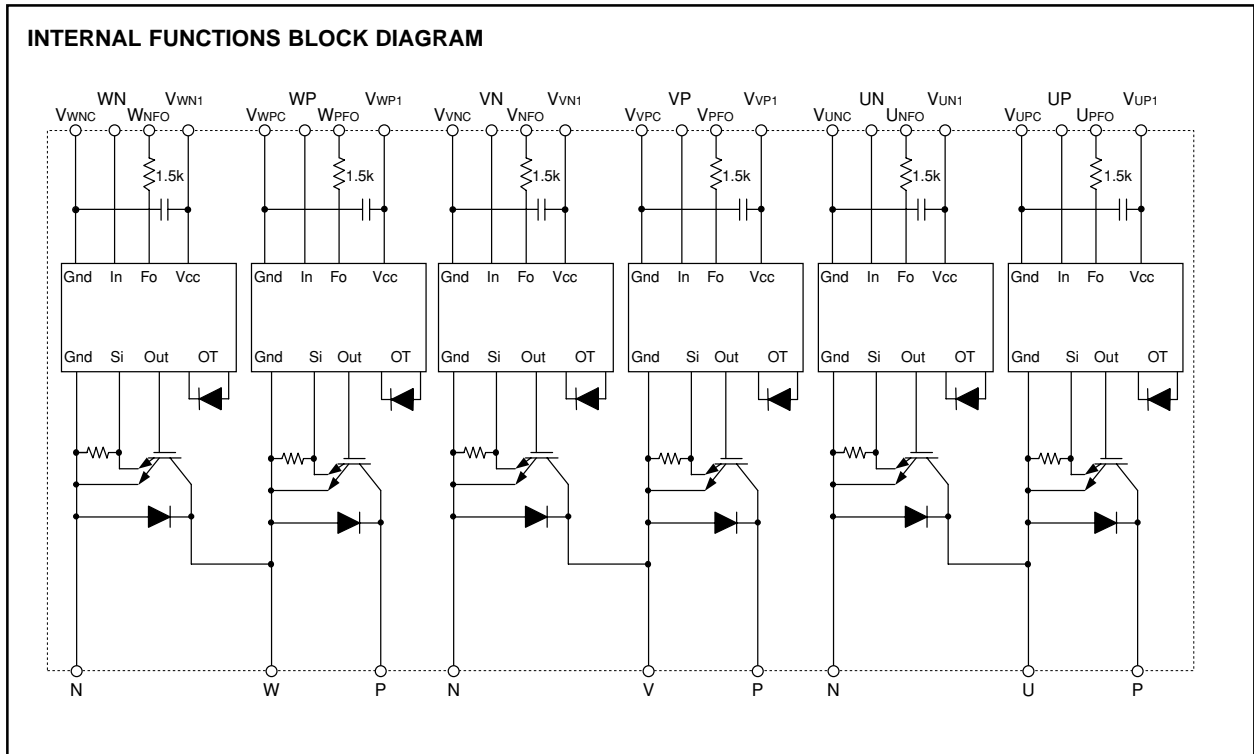 INTERNAL FUNCTIONS BLOCK DIAGRAM
WN VWN1 WP VWP1 VN VVN1 VP VVP1 UN VUN1 UP VUP1
VWNC WNFO VWPC WPFO VVNC VNFO VVPC VPFO VUNC UNFO VUPC UPFO
1.5k 1.5k 1.5k 1.5k 1.5k 1.5k
Gnd In Fo Vcc Gnd In Fo Vcc Gnd In Fo Vcc Gnd In Fo Vcc Gnd In Fo Vcc Gnd In Fo Vcc
Gnd Si Out OT Gnd Si Out OT Gnd Si Out OT Gnd Si Out OT Gnd Si Out OT Gnd Si Out OT
N W P N V P N U P